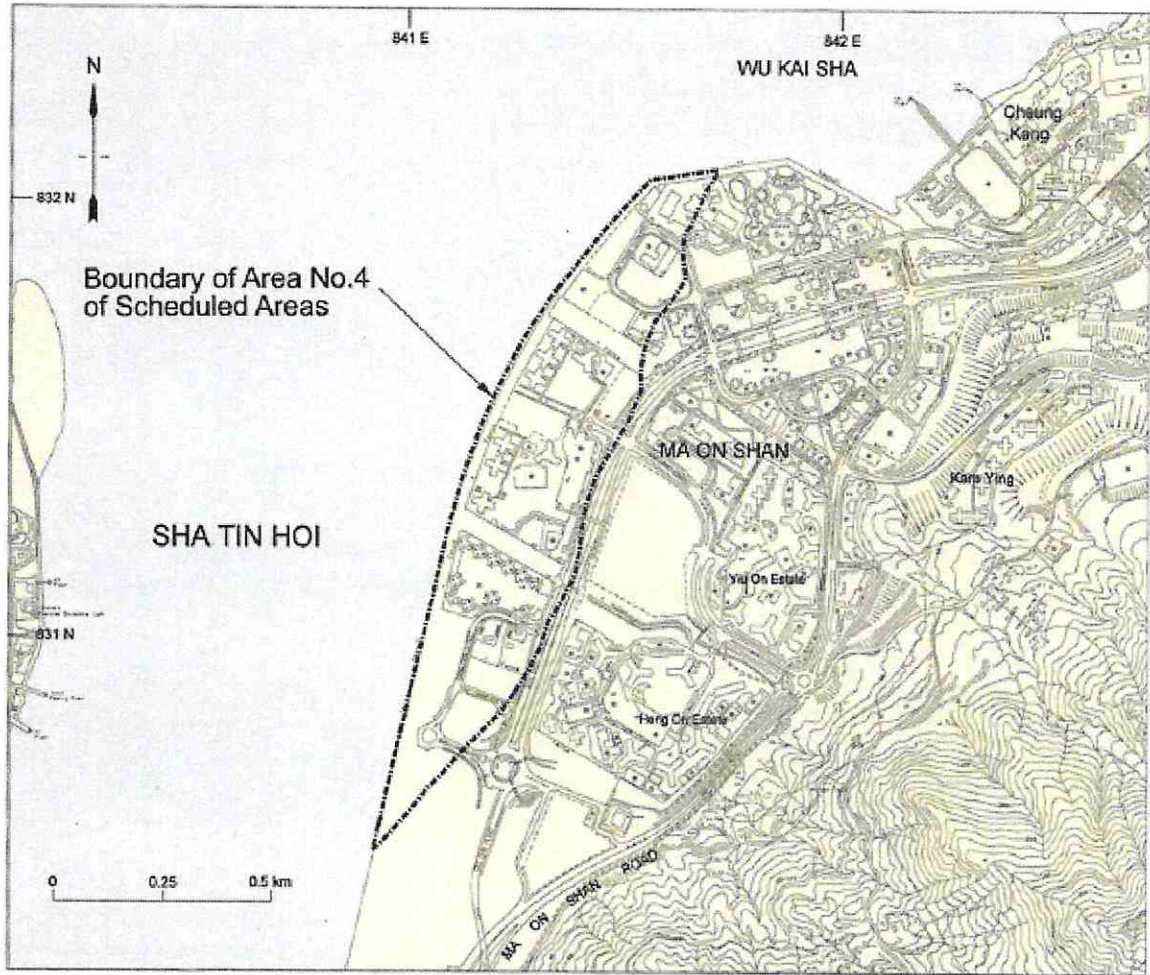 841 E
842 E
WU KAI SHA
N
Cheung
Kang
832 N
Boundary of Area No.4
of Scheduled Areas
MA ON SHAN
Kam Ying
SHA TIN HOI
Yiu On Estate
831 N
Heng On Estate
0 0.25 0.5 km
MA ON SHAN ROAD